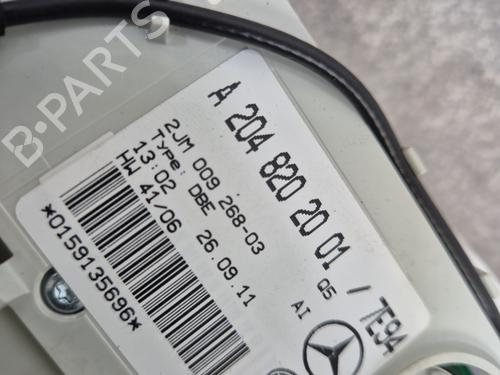 B-PARTS
A 204 820 20 01 / 7E94
Q5
AI
2JM 009 268-03
Type: DBE
13:02 26.09.11
HW 41/06
*0159135696*